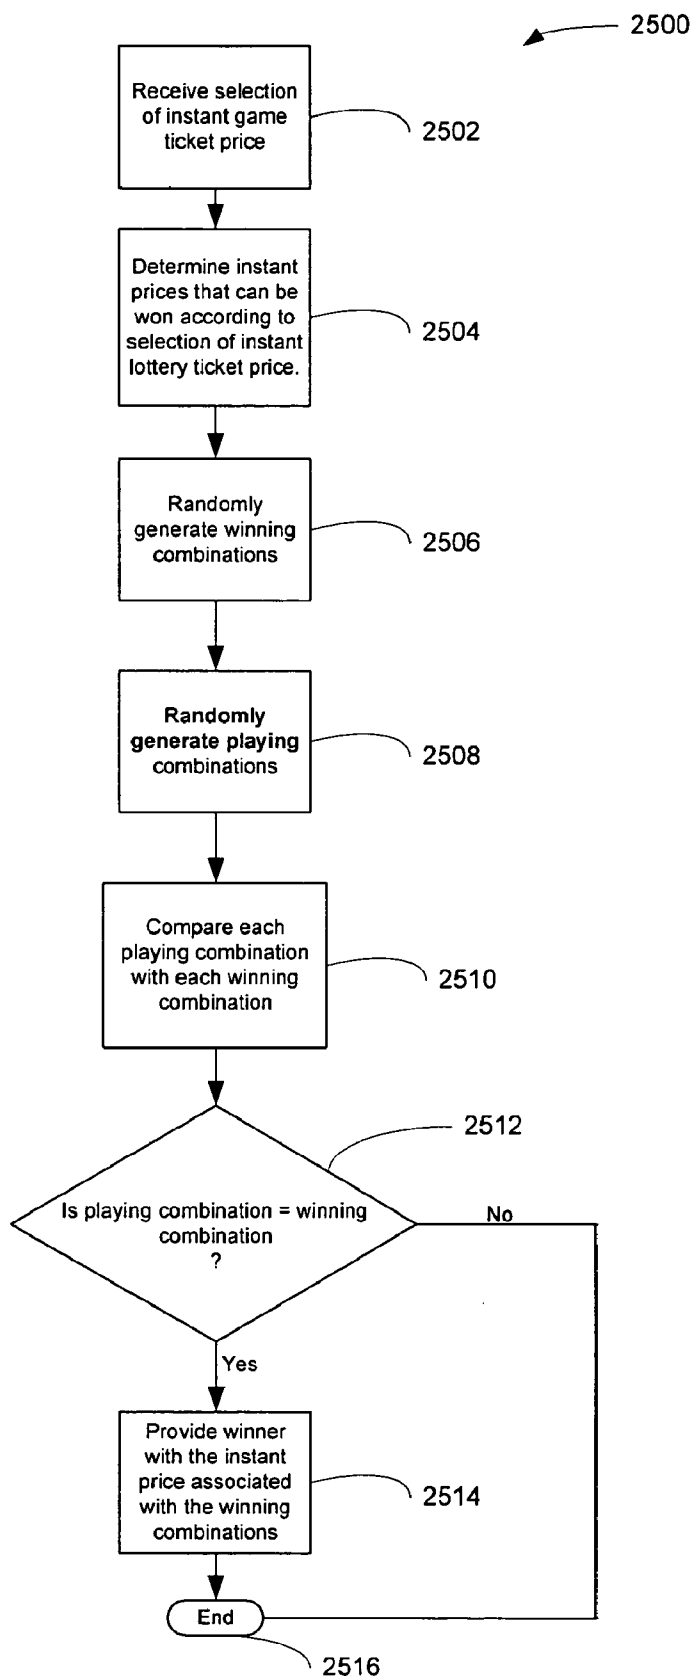 2500
Receive selection
of instant game
ticket price
2502
Determine instant
prices that can be
won according to
selection of instant
lottery ticket price.
2504
Randomly
generate winning
combinations
2506
Randomly
generate playing
combinations
2508
Compare each
playing combination
with each winning
combination
2510
2512
Is playing combination = winning
combination
?
No
Yes
Provide winner
with the instant
price associated
with the winning
combinations
2514
End
2516